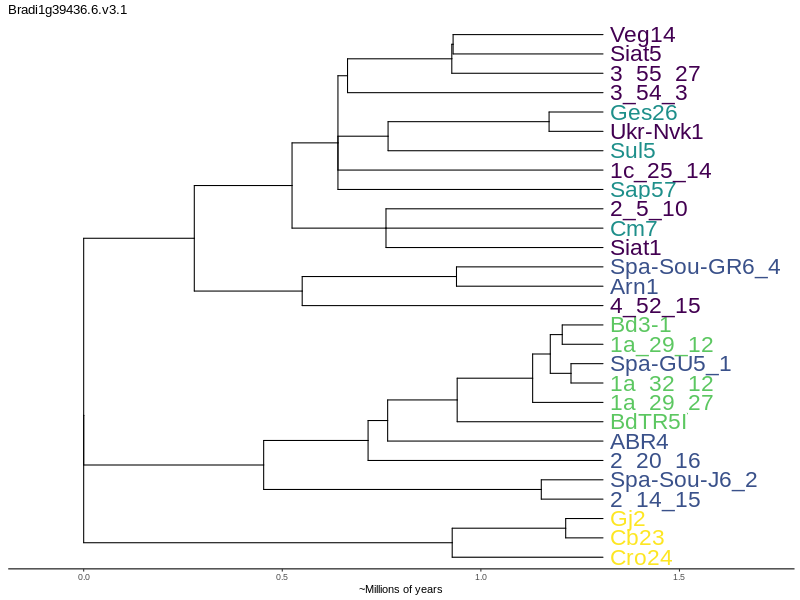 Bradi1g39436.6.v3.1
Veg14
Siat5
3_55_27
3_54_3
Ges26
Ukr-Nvk1
Sul5
1c_25_14
Sap57
2_5_10
Cm7
Siat1
Spa-Sou-GR6_4
Arn1
4_52_15
Bd3-1
1a_29_12
Spa-GU5_1
1a_32_12
1a_29_27
BdTR5I
ABR4
2_20_16
Spa-Sou-J6_2
2_14_15
Gj2
Cb23
Cro24
0.0 0.5 1.0 1.5
~Millions of years